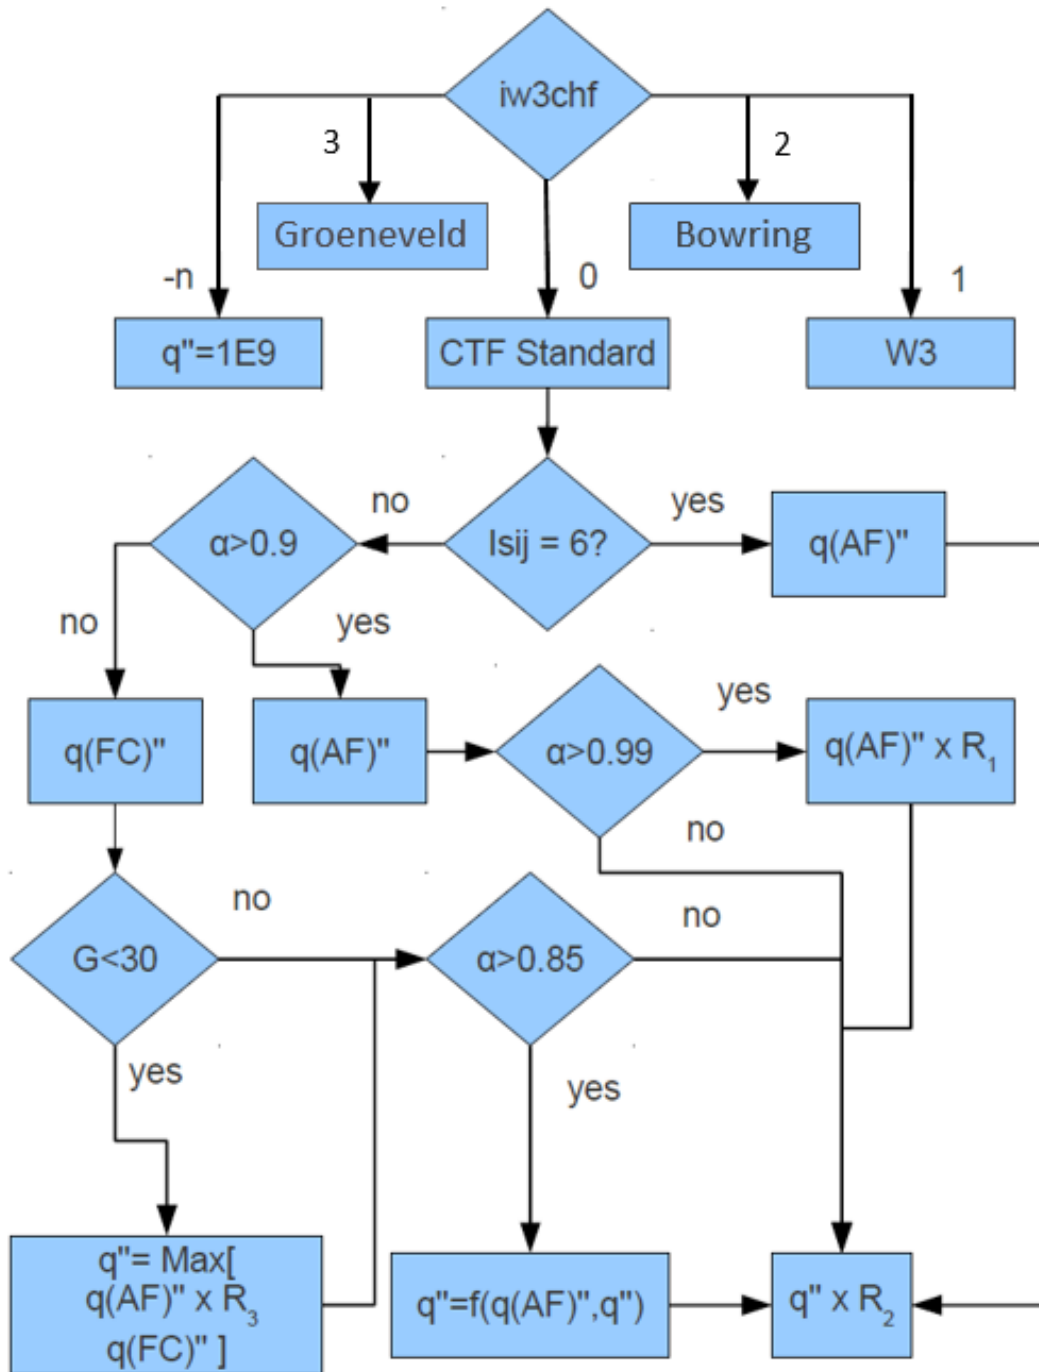 iw3chf
3
2
Groeneveld
Bowring
-n
0
1
q"=1E9
CTF Standard
W3
no
yes
α>0.9
Isij = 6?
q(AF)"
no
yes
yes
q(FC)"
q(AF)"
α>0.99
q(AF)" x R₁
no
no
no
G<30
α>0.85
yes
yes
q"= Max[
q(AF)" x R₃
q(FC)" ]
q"=f(q(AF)",q")
q" x R₂